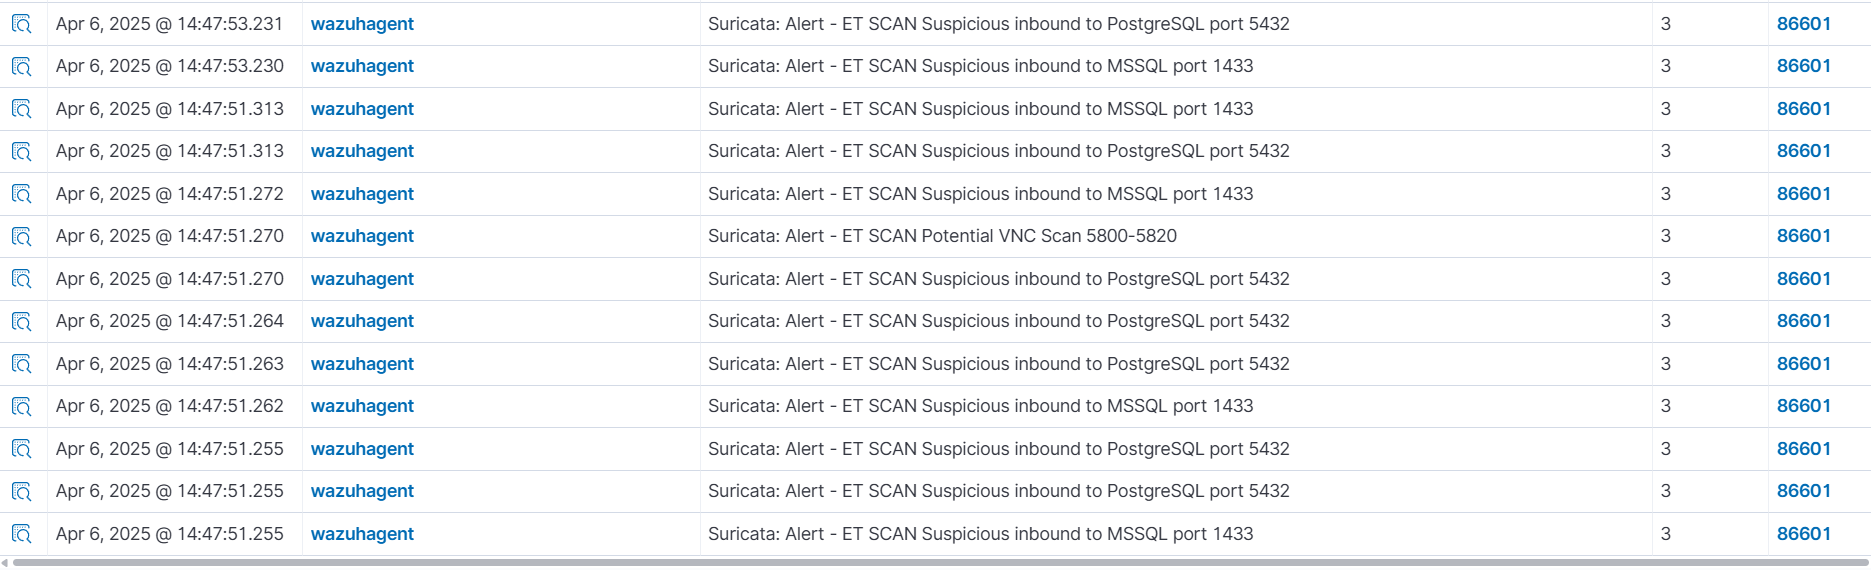 Apr 6, 2025 @ 14:47:53.231 wazuhagent Suricata: Alert - ET SCAN Suspicious inbound to PostgreSQL port 5432 3 86601
Apr 6, 2025 @ 14:47:53.230 wazuhagent Suricata: Alert - ET SCAN Suspicious inbound to MSSQL port 1433 3 86601
Apr 6, 2025 @ 14:47:51.313 wazuhagent Suricata: Alert - ET SCAN Suspicious inbound to MSSQL port 1433 3 86601
Apr 6, 2025 @ 14:47:51.313 wazuhagent Suricata: Alert - ET SCAN Suspicious inbound to PostgreSQL port 5432 3 86601
Apr 6, 2025 @ 14:47:51.272 wazuhagent Suricata: Alert - ET SCAN Suspicious inbound to MSSQL port 1433 3 86601
Apr 6, 2025 @ 14:47:51.270 wazuhagent Suricata: Alert - ET SCAN Potential VNC Scan 5800-5820 3 86601
Apr 6, 2025 @ 14:47:51.270 wazuhagent Suricata: Alert - ET SCAN Suspicious inbound to PostgreSQL port 5432 3 86601
Apr 6, 2025 @ 14:47:51.264 wazuhagent Suricata: Alert - ET SCAN Suspicious inbound to PostgreSQL port 5432 3 86601
Apr 6, 2025 @ 14:47:51.263 wazuhagent Suricata: Alert - ET SCAN Suspicious inbound to PostgreSQL port 5432 3 86601
Apr 6, 2025 @ 14:47:51.262 wazuhagent Suricata: Alert - ET SCAN Suspicious inbound to MSSQL port 1433 3 86601
Apr 6, 2025 @ 14:47:51.255 wazuhagent Suricata: Alert - ET SCAN Suspicious inbound to PostgreSQL port 5432 3 86601
Apr 6, 2025 @ 14:47:51.255 wazuhagent Suricata: Alert - ET SCAN Suspicious inbound to PostgreSQL port 5432 3 86601
Apr 6, 2025 @ 14:47:51.255 wazuhagent Suricata: Alert - ET SCAN Suspicious inbound to MSSQL port 1433 3 86601